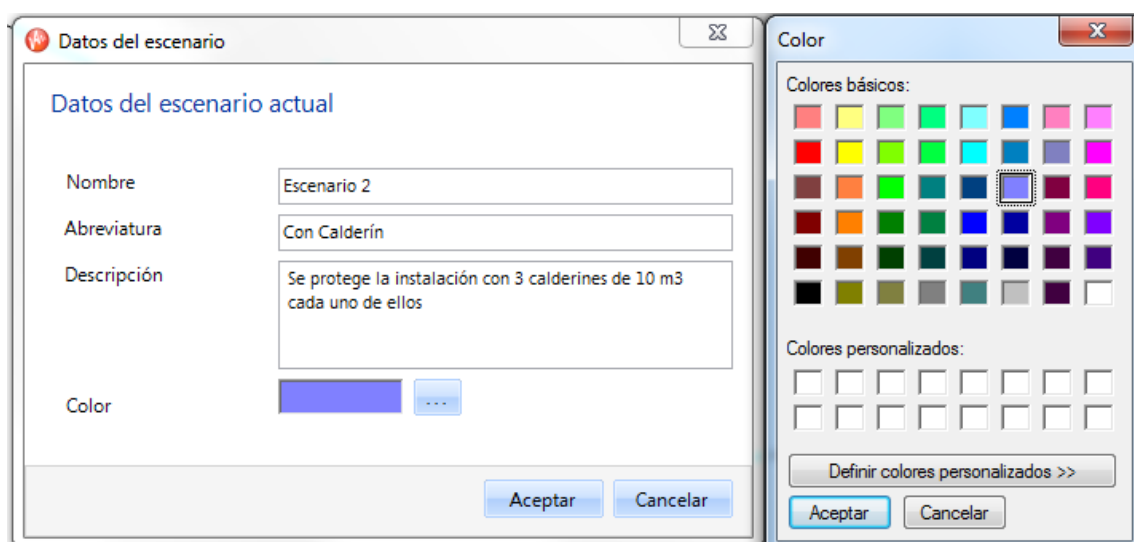 Datos del escenario
Datos del escenario actual
Nombre
Escenario 2
Abreviatura
Con Calderín
Descripción
Se protege la instalación con 3 calderines de 10 m3
cada uno de ellos
Color
...
Aceptar
Cancelar
Color
Colores básicos:
Colores personalizados:
Definir colores personalizados >>
Aceptar
Cancelar